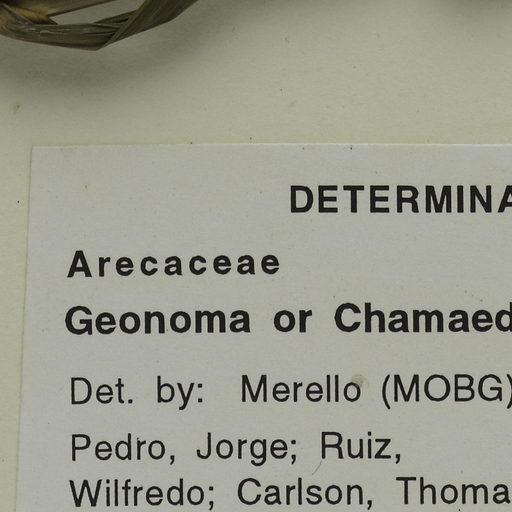 DETERMINA
Arecaceae
Geonoma or Chamaed
Det. by: Merello (MOBG)
Pedro, Jorge; Ruiz,
Wilfredo; Carlson, Thoma